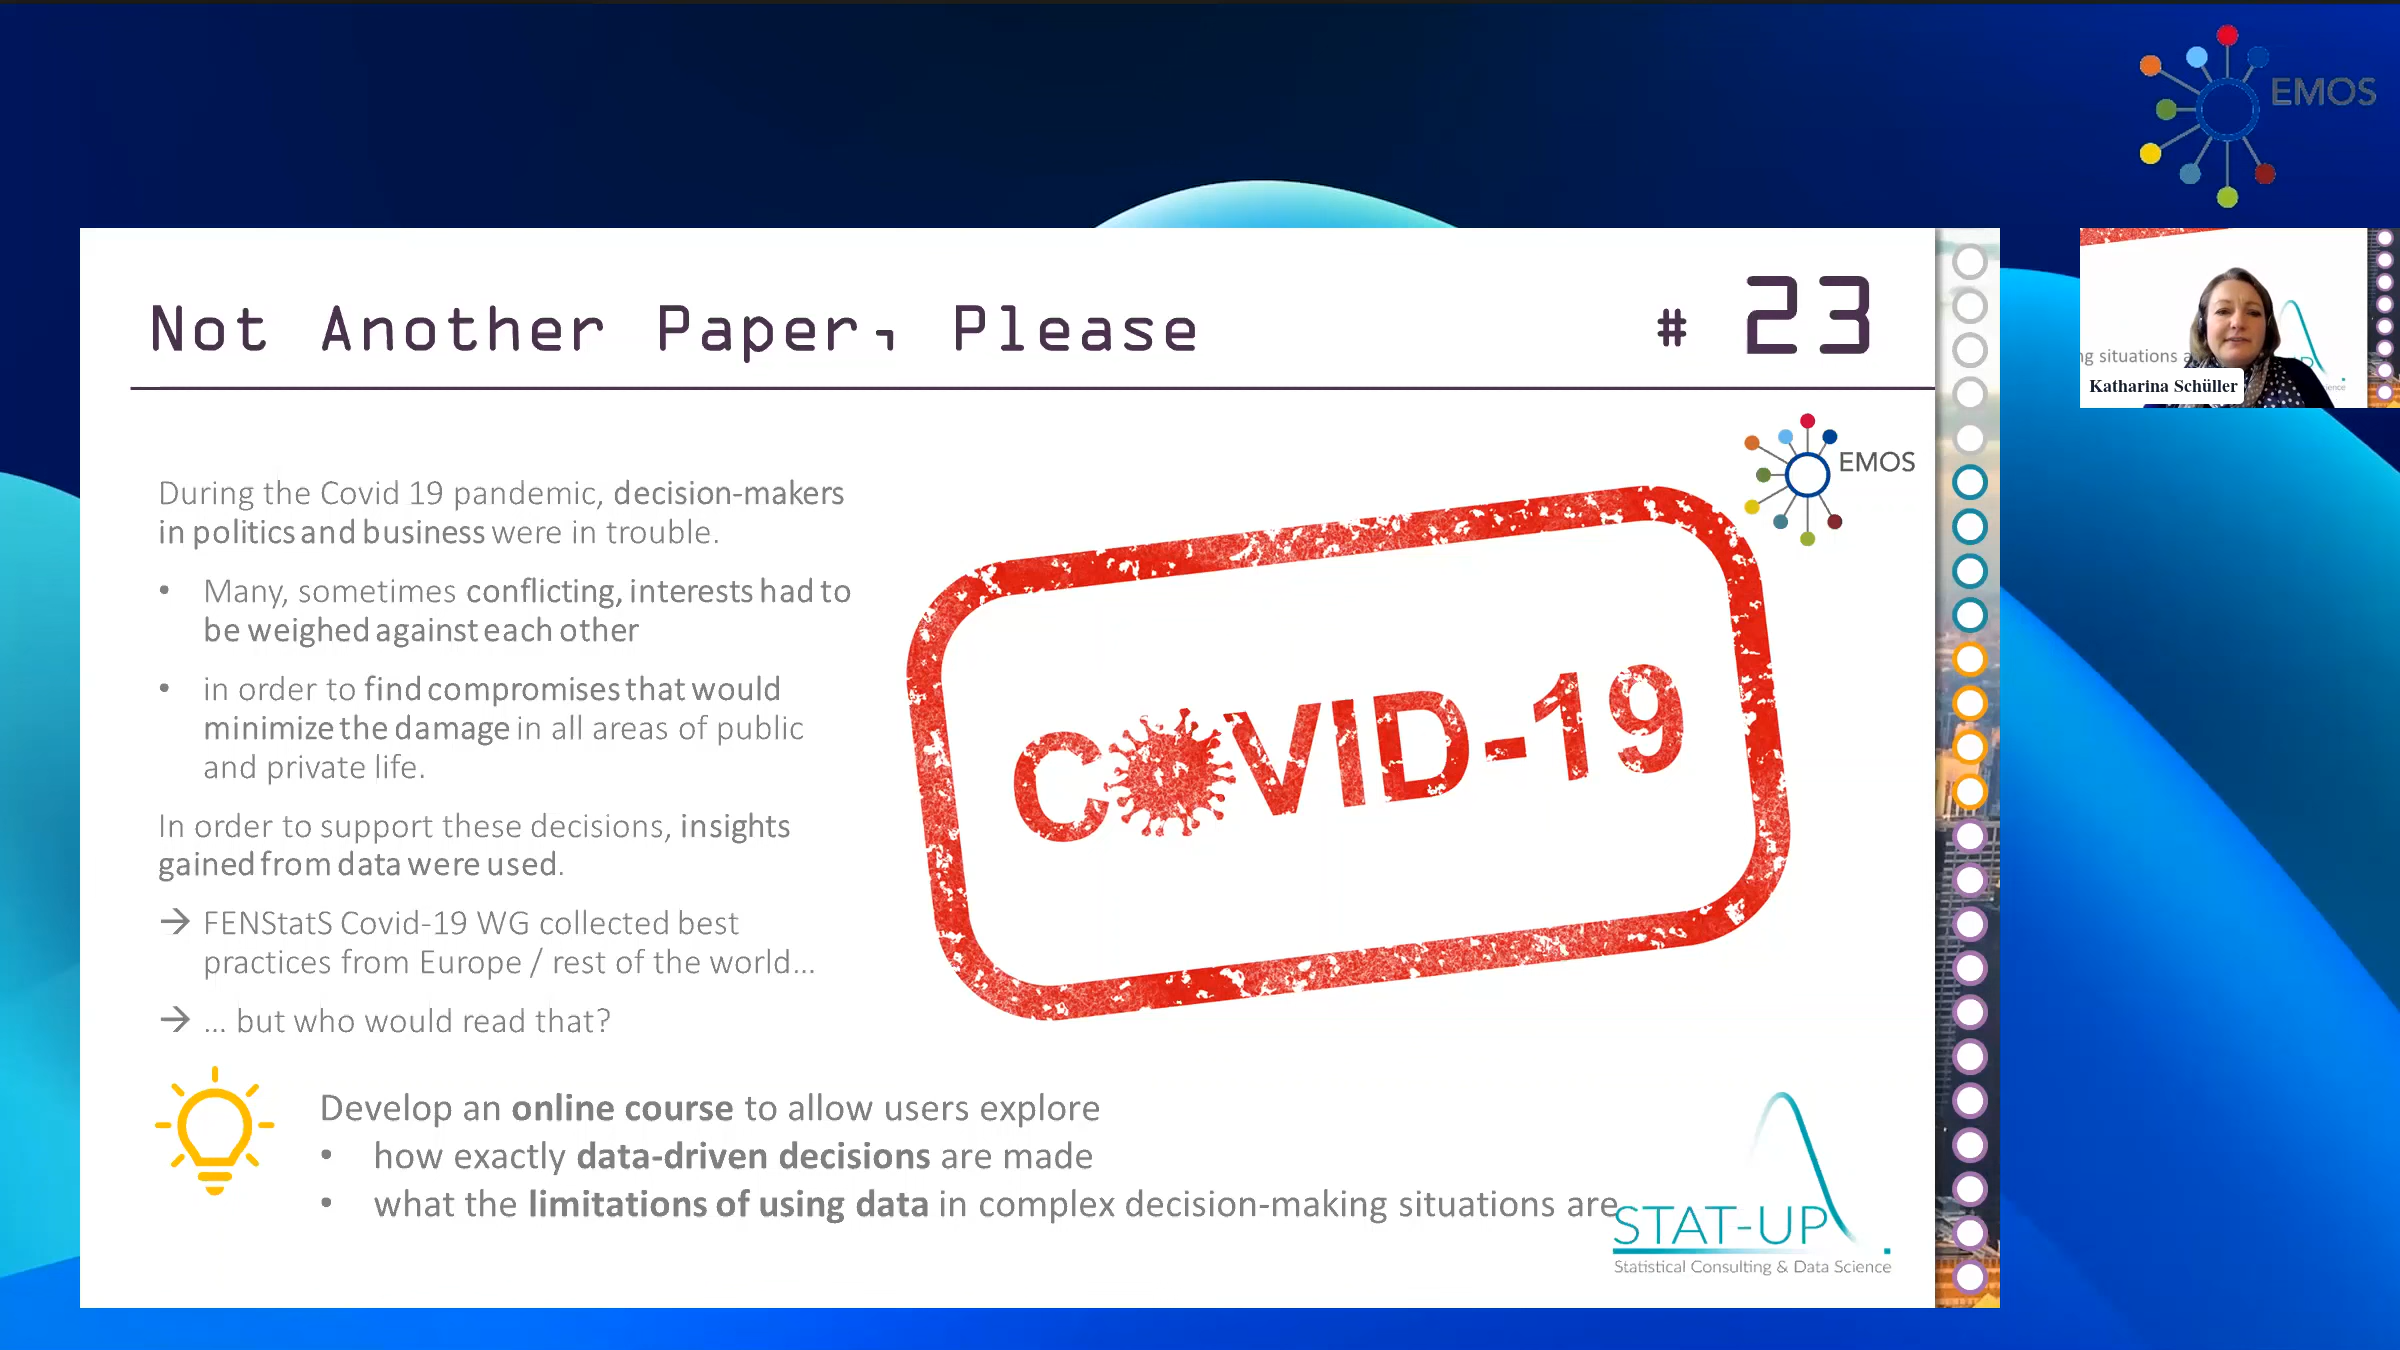 EMOS
Not Another Paper, Please
# 23
EMOS
During the Covid 19 pandemic, decision-makers
in politics and business were in trouble.
• Many, sometimes conflicting, interests had to
be weighed against each other
• in order to find compromises that would
minimize the damage in all areas of public
and private life.
In order to support these decisions, insights
gained from data were used.
→ FENStatS Covid-19 WG collected best
practices from Europe / rest of the world...
→ ... but who would read that?
COVID-19
Develop an online course to allow users explore
• how exactly data-driven decisions are made
• what the limitations of using data in complex decision-making situations are
STAT-UP
Statistical Consulting & Data Science
ng situations a
Katharina Schüller